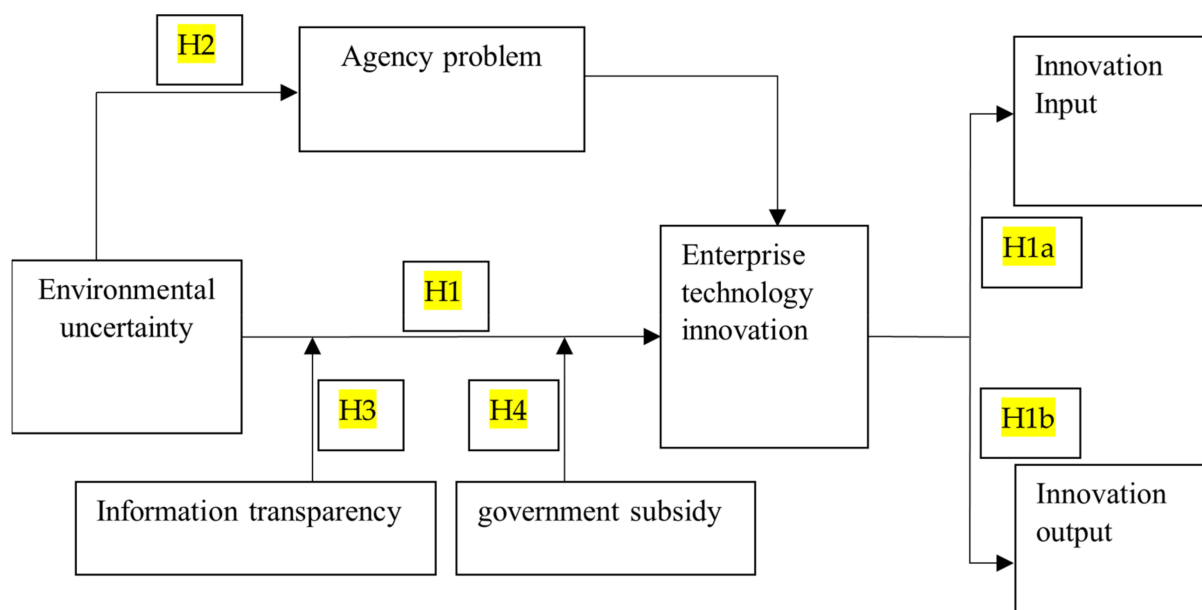 H2
Agency problem
Innovation
Input
Environmental
uncertainty
H1
Enterprise
technology
innovation
H1a
H3
H4
H1b
Information transparency
government subsidy
Innovation
output